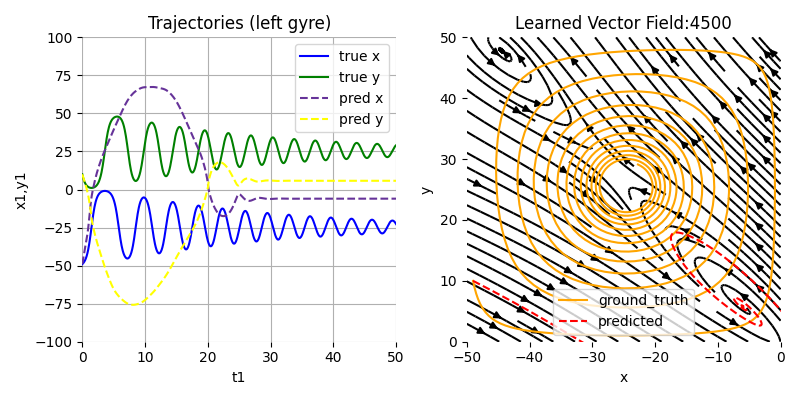 Trajectories (left gyre)
100
75
50
25
0
−25
−50
−75
−100
0
10
20
30
40
50
x1,y1
t1
true x
true y
pred x
pred y
Learned Vector Field:4500
50
40
30
20
10
0
−50
−40
−30
−20
−10
0
y
x
ground_truth
predicted